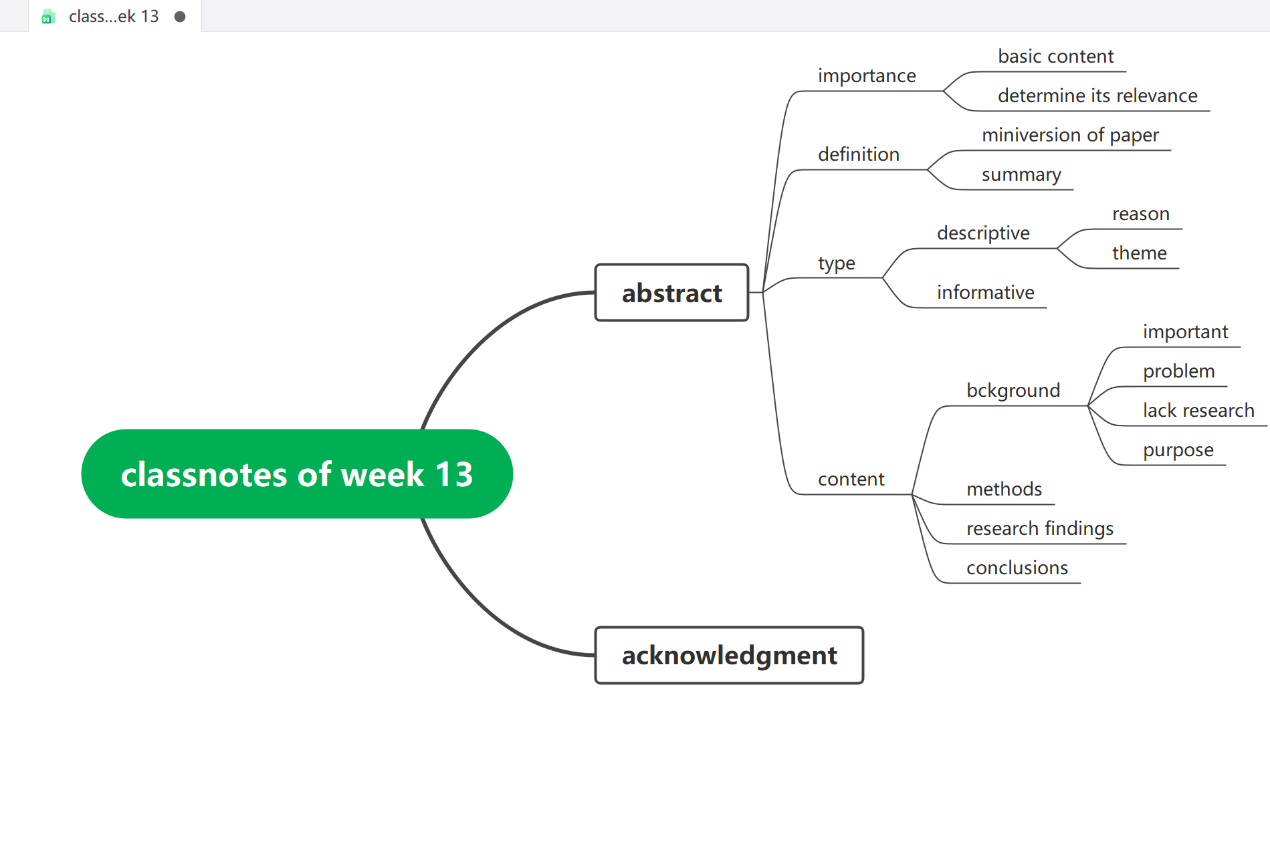 class...ek 13
classnotes of week 13
abstract
importance
basic content
determine its relevance
definition
miniversion of paper
summary
type
descriptive
reason
theme
informative
content
bckground
important
problem
lack research
purpose
methods
research findings
conclusions
acknowledgment